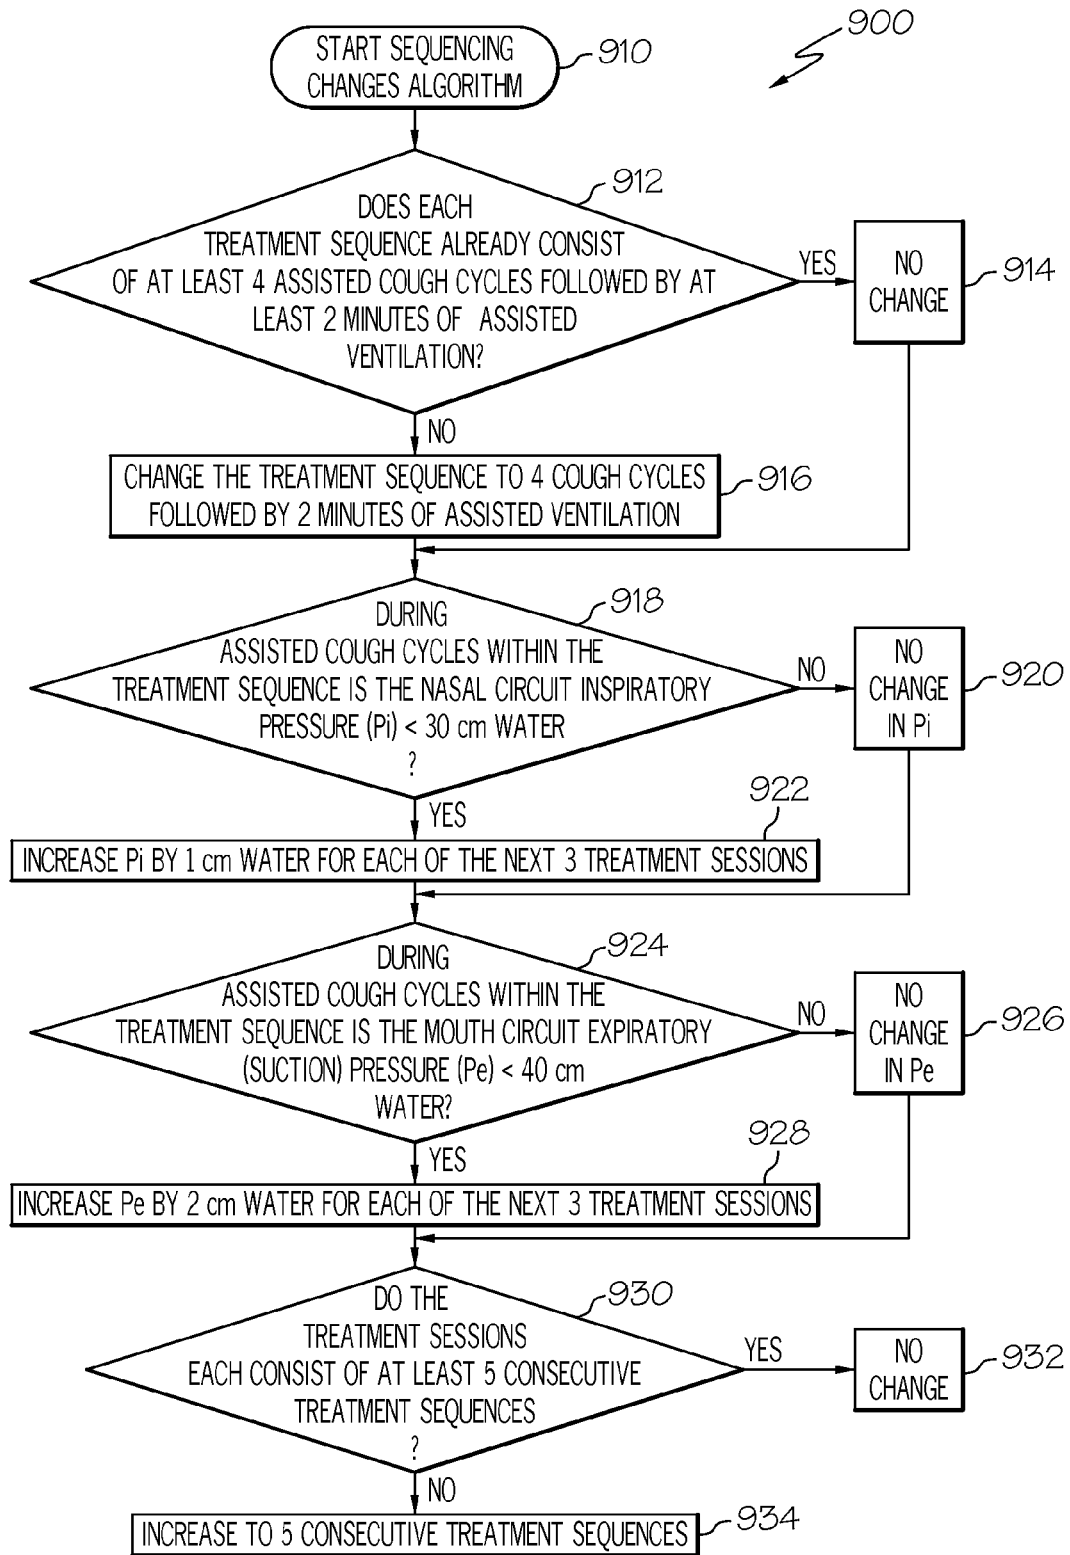 900
START SEQUENCING
CHANGES ALGORITHM
910
912
DOES EACH
TREATMENT SEQUENCE ALREADY CONSIST
OF AT LEAST 4 ASSISTED COUGH CYCLES FOLLOWED BY AT
LEAST 2 MINUTES OF ASSISTED
VENTILATION?
YES
NO
CHANGE
914
NO
CHANGE THE TREATMENT SEQUENCE TO 4 COUGH CYCLES
FOLLOWED BY 2 MINUTES OF ASSISTED VENTILATION
916
918
DURING
ASSISTED COUGH CYCLES WITHIN THE
TREATMENT SEQUENCE IS THE NASAL CIRCUIT INSPIRATORY
PRESSURE (Pi) < 30 cm WATER
?
NO
NO
CHANGE
IN Pi
920
YES
922
INCREASE Pi BY 1 cm WATER FOR EACH OF THE NEXT 3 TREATMENT SESSIONS
924
DURING
ASSISTED COUGH CYCLES WITHIN THE
TREATMENT SEQUENCE IS THE MOUTH CIRCUIT EXPIRATORY
(SUCTION) PRESSURE (Pe) < 40 cm
WATER?
NO
NO
CHANGE
IN Pe
926
YES
928
INCREASE Pe BY 2 cm WATER FOR EACH OF THE NEXT 3 TREATMENT SESSIONS
930
DO THE
TREATMENT SESSIONS
EACH CONSIST OF AT LEAST 5 CONSECUTIVE
TREATMENT SEQUENCES
?
YES
NO
CHANGE
932
NO
INCREASE TO 5 CONSECUTIVE TREATMENT SEQUENCES
934